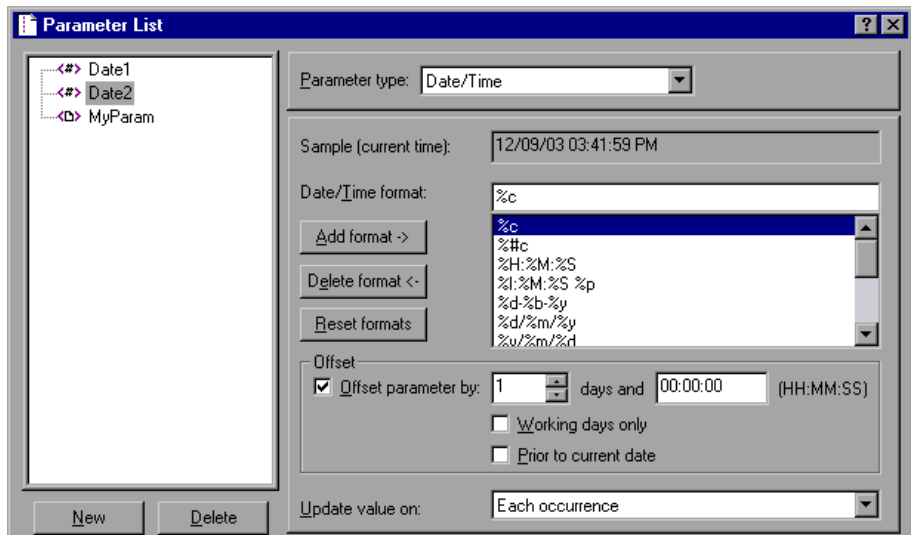 Parameter List
<#> Date1
<#> Date2
MyParam
New
Delete
Parameter type:
Date/Time
Sample (current time):
12/09/03 03:41:59 PM
Date/Time format:
%c
Add format ->
Delete format <-
Reset formats
%c
%#c
%H:%M:%S
%I:%M:%S %p
%d-%b-%y
%d/%m/%y
%y/%m/%d
Offset
Offset parameter by:
1
days and
00:00:00
(HH:MM:SS)
Working days only
Prior to current date
Update value on:
Each occurrence